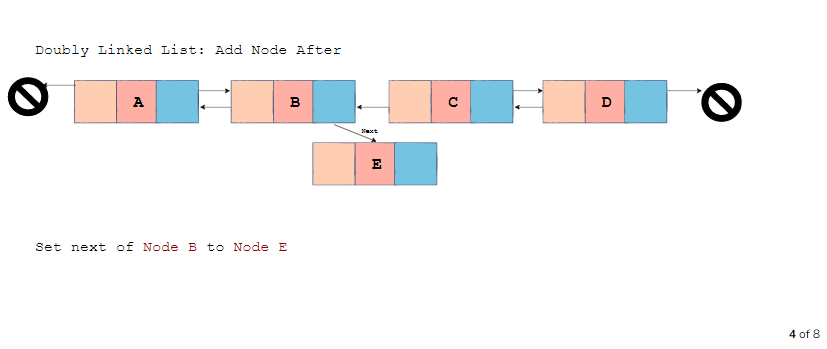 Doubly Linked List: Add Node After
A B C D
Next
E
Set next of Node B to Node E
4 of 8